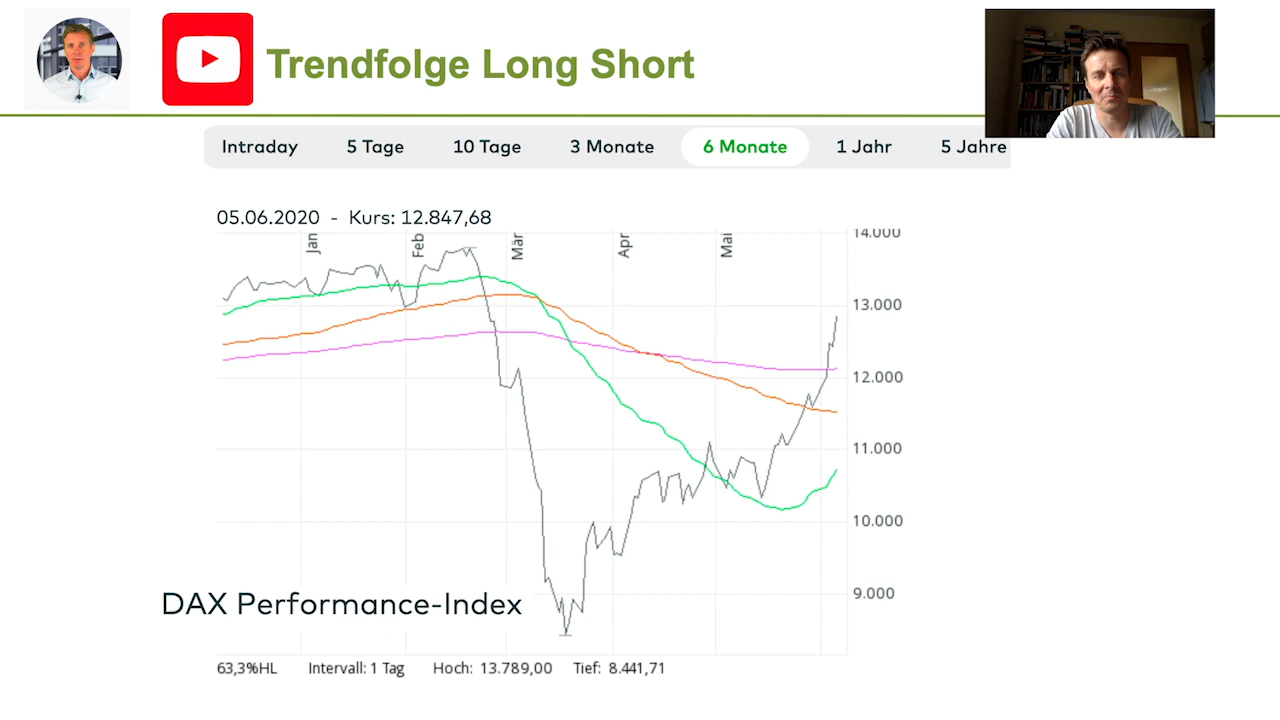 Trendfolge Long Short
Intraday 5 Tage 10 Tage 3 Monate 6 Monate 1 Jahr 5 Jahre
05.06.2020 - Kurs: 12.847,68
Jan Feb Mär Apr Mai
14.000
13.000
12.000
11.000
10.000
9.000
DAX Performance-Index
63,3%HL Intervall: 1 Tag Hoch: 13.789,00 Tief: 8.441,71